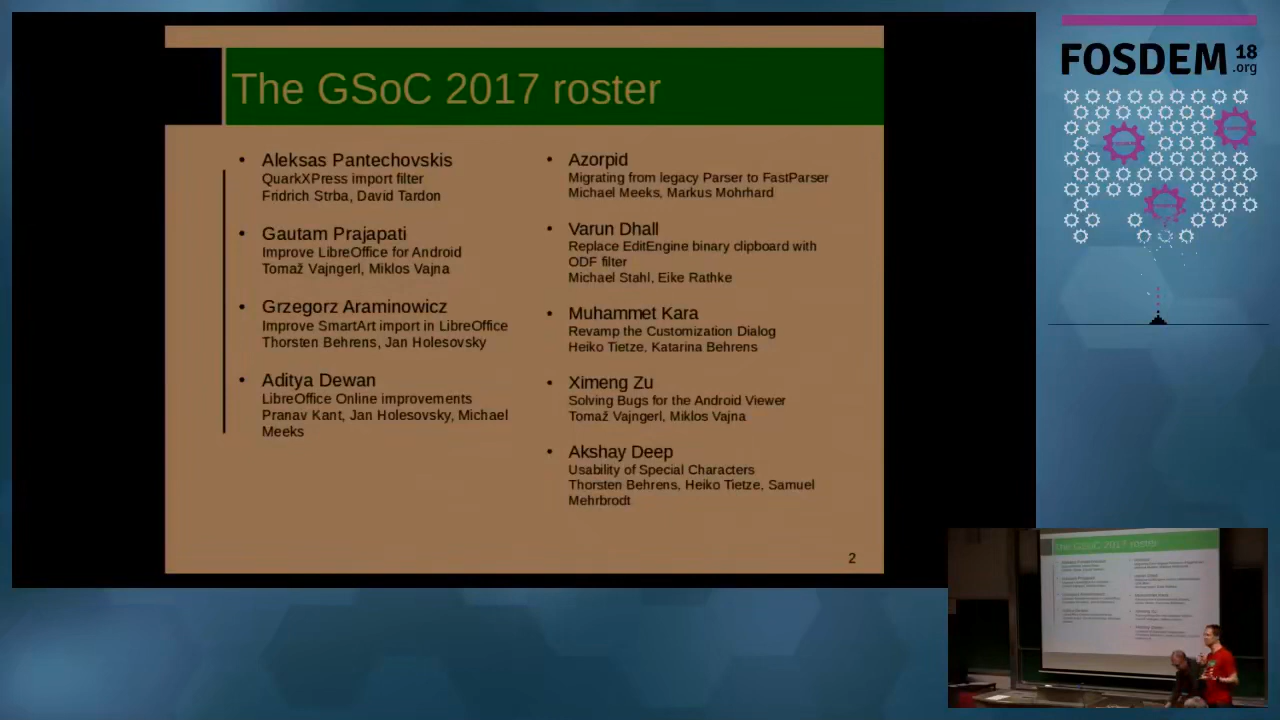 The GSoC 2017 roster
• Aleksas Pantechovskis
QuarkXPress import filter
Fridrich Strba, David Tardon
• Gautam Prajapati
Improve LibreOffice for Android
Tomaž Vajngerl, Miklos Vajna
• Grzegorz Araminowicz
Improve SmartArt import in LibreOffice
Thorsten Behrens, Jan Holesovsky
• Aditya Dewan
LibreOffice Online improvements
Pranav Kant, Jan Holesovsky, Michael
Meeks
• Azorpid
Migrating from legacy Parser to FastParser
Michael Meeks, Markus Mohrhard
• Varun Dhall
Replace EditEngine binary clipboard with
ODF filter
Michael Stahl, Eike Rathke
• Muhammet Kara
Revamp the Customization Dialog
Heiko Tietze, Katarina Behrens
• Ximeng Zu
Solving Bugs for the Android Viewer
Tomaž Vajngerl, Miklos Vajna
• Akshay Deep
Usability of Special Characters
Thorsten Behrens, Heiko Tietze, Samuel
Mehrbrodt
2
FOSDEM 18
.org
The GSoC 2017 roster